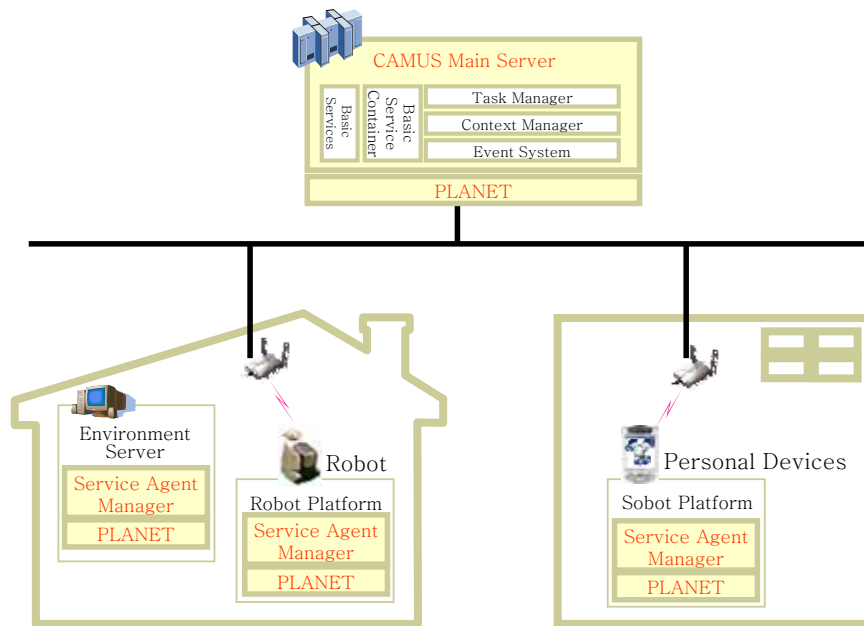 CAMUS Main Server
Basic
Services
Basic
Service
Container
Task Manager
Context Manager
Event System
PLANET
Environment
Server
Service Agent
Manager
PLANET
Robot
Robot Platform
Service Agent
Manager
PLANET
Personal Devices
Sobot Platform
Service Agent
Manager
PLANET